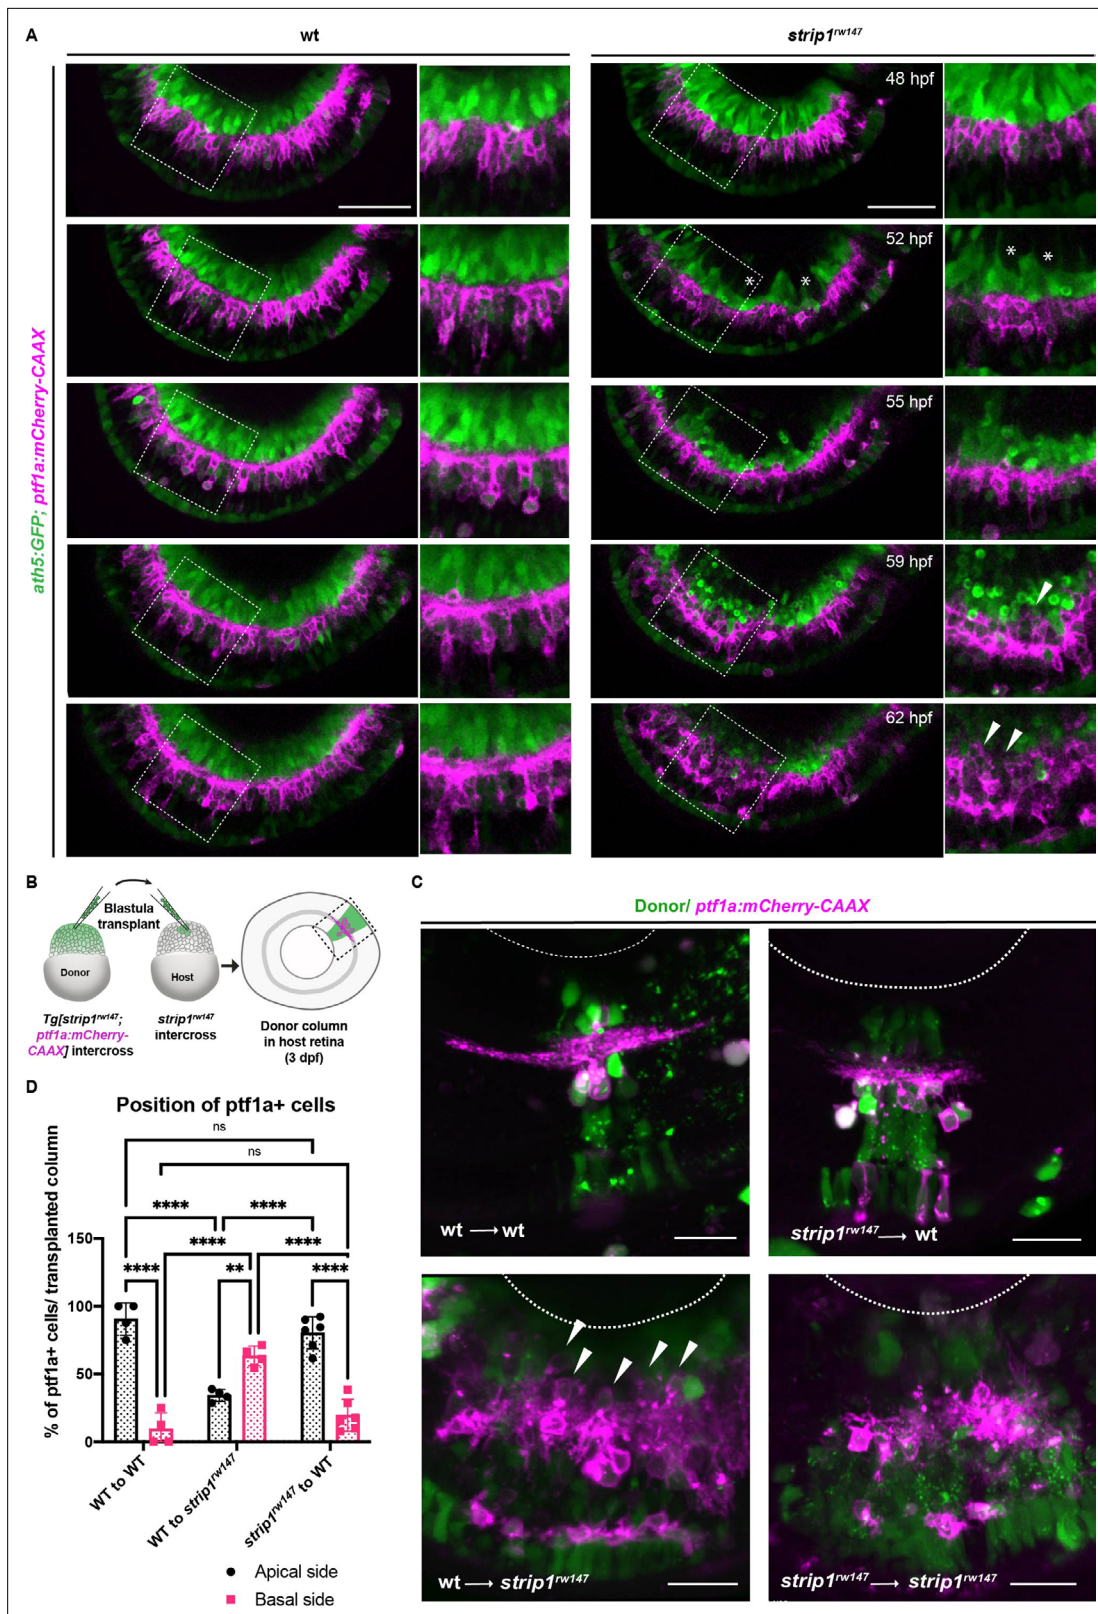 A
wt
strip1rw147
ath5:GFP; ptf1a:mCherry-CAAX
48 hpf
52 hpf
* *
* *
55 hpf
59 hpf
62 hpf
B
Blastula
transplant
Donor
Host
Tg[strip1rw147;
ptf1a:mCherry-
CAAX] intercross
strip1rw147
intercross
Donor column
in host retina
(3 dpf)
C
Donor/ ptf1a:mCherry-CAAX
wt → wt
strip1rw147 → wt
wt → strip1rw147
strip1rw147 → strip1rw147
D
Position of ptf1a+ cells
ns
ns
**** ****
**** ****
**** ** ****
% of ptf1a+ cells/ transplanted column
150
100
50
0
WT to WT
WT to strip1rw147
strip1rw147 to WT
Apical side
Basal side